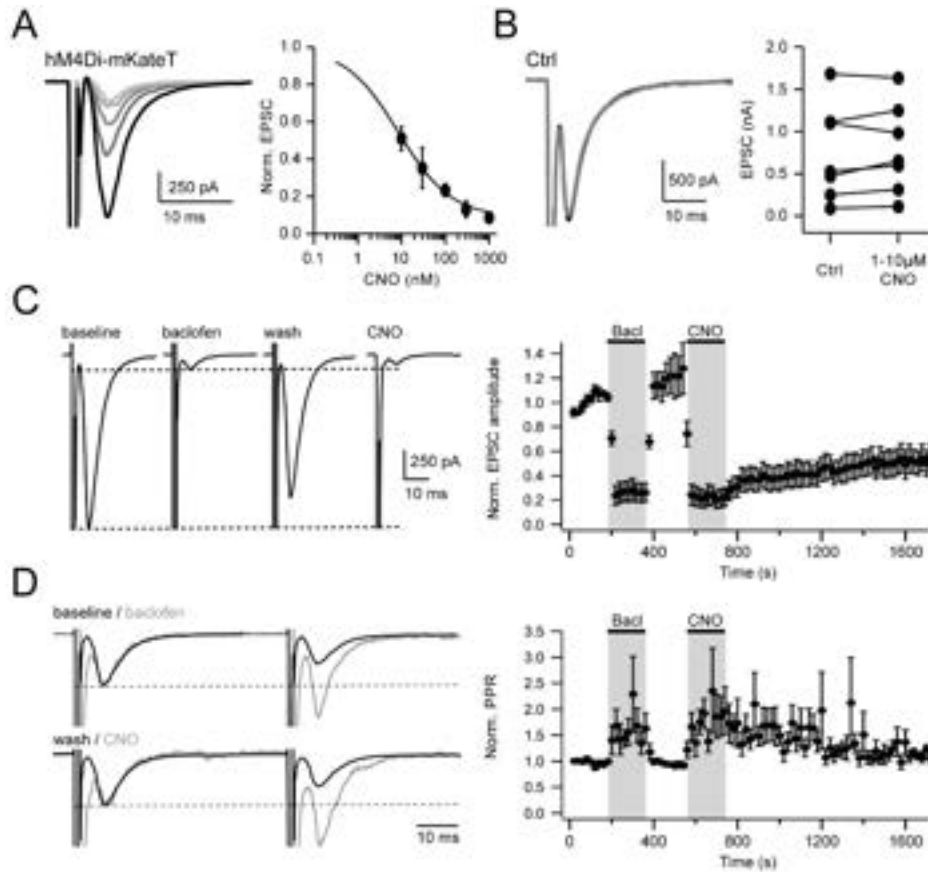 A
hM4Di-mKateT
250 pA
10 ms
Norm. EPSC
1.0
0.8
0.6
0.4
0.2
0.0
0.1
1
10
100
1000
CNO (nM)
B
Ctrl
500 pA
10 ms
EPSC (nA)
2.0
1.5
1.0
0.5
0.0
Ctrl
1-10µM
CNO
C
baseline
baclofen
wash
CNO
250 pA
10 ms
Bacl
CNO
Norm. EPSC amplitude
1.4
1.2
1.0
0.8
0.6
0.4
0.2
0.0
0
400
800
1200
1600
Time (s)
D
baseline / baclofen
wash / CNO
10 ms
Bacl
CNO
Norm. PPR
3.5
3.0
2.5
2.0
1.5
1.0
0.5
0.0
0
400
800
1200
1600
Time (s)